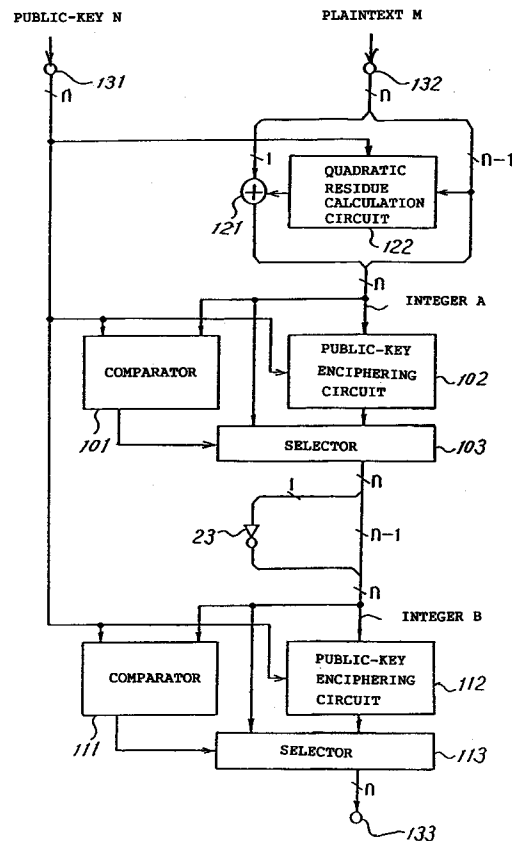 PUBLIC-KEY N
PLAINTEXT M
131
132
n
n
1
n-1
QUADRATIC
RESIDUE
CALCULATION
CIRCUIT
121
122
n
INTEGER A
COMPARATOR
PUBLIC-KEY
ENCIPHERING
CIRCUIT
102
101
SELECTOR
103
n
1
23
n-1
n
INTEGER B
COMPARATOR
PUBLIC-KEY
ENCIPHERING
CIRCUIT
112
111
SELECTOR
113
n
133